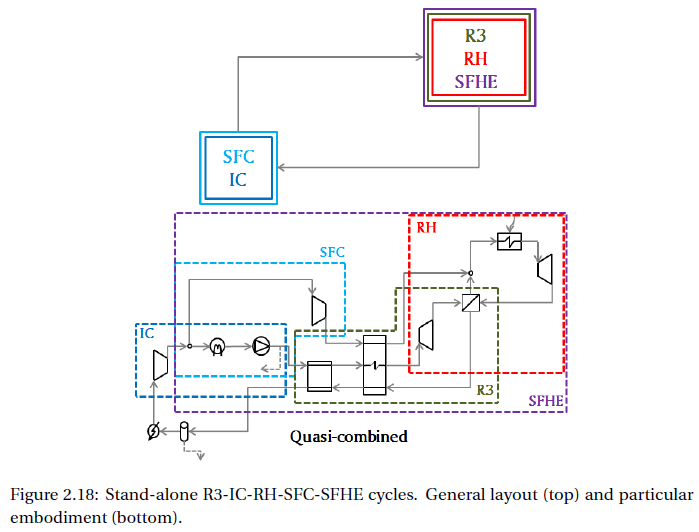 R3
RH
SFHE
SFC
IC
RH
SFC
IC
R3
SFHE
Quasi-combined
Figure 2.18: Stand-alone R3-IC-RH-SFC-SFHE cycles. General layout (top) and particular
embodiment (bottom).